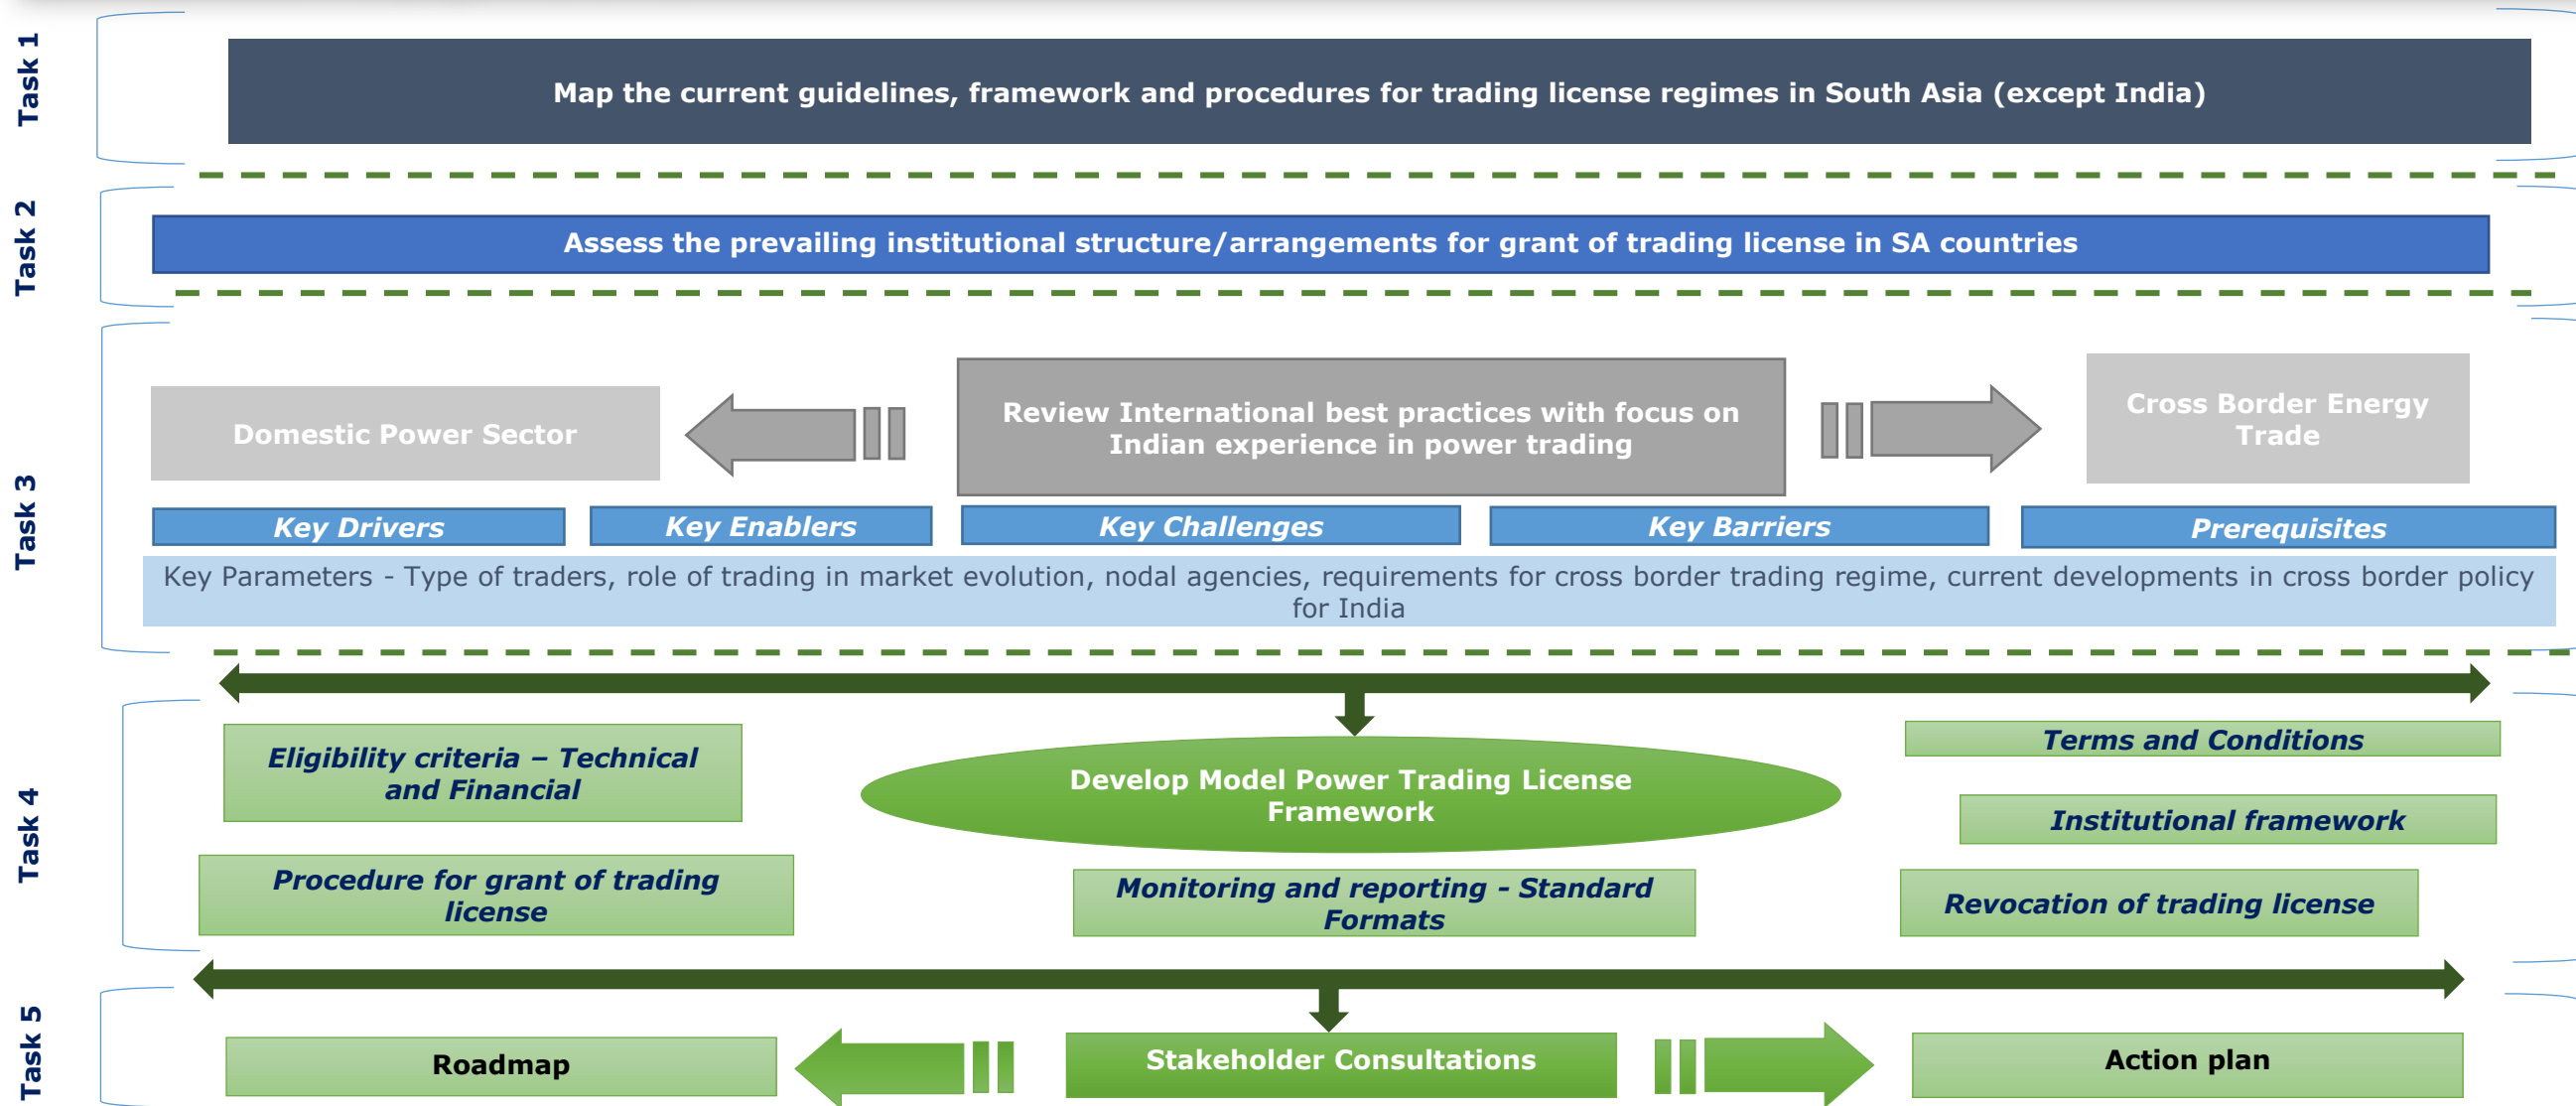 Task 1
Map the current guidelines, framework and procedures for trading license regimes in South Asia (except India)
Task 2
Assess the prevailing institutional structure/arrangements for grant of trading license in SA countries
Task 3
Domestic Power Sector
Review International best practices with focus on
Indian experience in power trading
Cross Border Energy
Trade
Key Drivers
Key Enablers
Key Challenges
Key Barriers
Prerequisites
Key Parameters - Type of traders, role of trading in market evolution, nodal agencies, requirements for cross border trading regime, current developments in cross border policy
for India
Task 4
Eligibility criteria – Technical
and Financial
Develop Model Power Trading License
Framework
Terms and Conditions
Institutional framework
Procedure for grant of trading
license
Monitoring and reporting – Standard
Formats
Revocation of trading license
Task 5
Roadmap
Stakeholder Consultations
Action plan